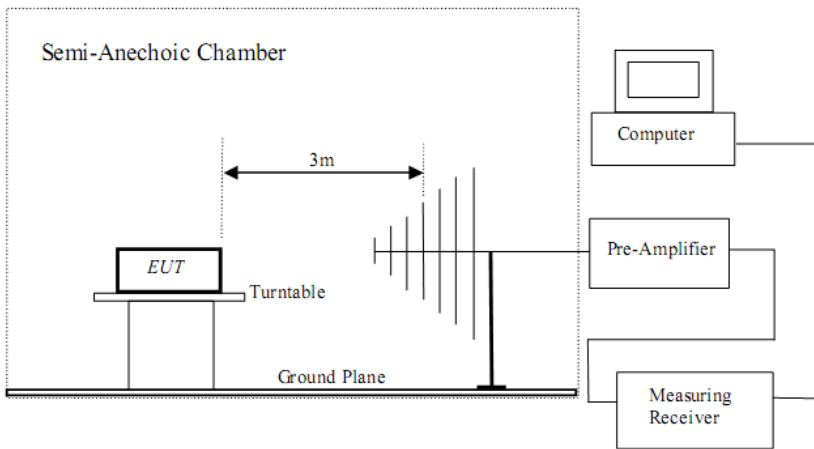 Semi-Anechoic Chamber
3m
EUT
Turntable
Ground Plane
Computer
Pre-Amplifier
Measuring
Receiver